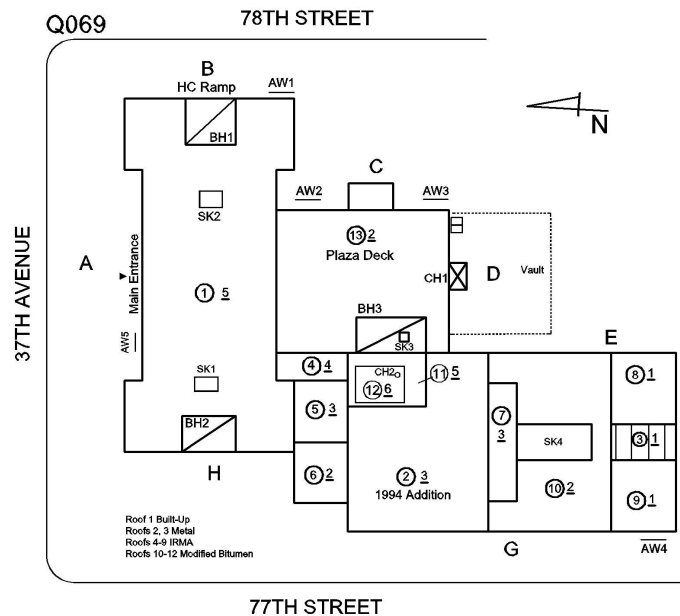 Q069
78TH STREET
B
HC Ramp
AW1
BH1
N
C
AW2
AW3
SK2
13 2
Plaza Deck
37TH AVENUE
A
Main Entrance
CH1
D
Vault
1 5
BH3
AW5
SK3
E
4 4
CH2
11 5
SK1
12 6
8 1
5 3
7
3
BH2
SK4
3 1
H
6 2
2 3
1994 Addition
10 2
9 1
Roof 1 Built-Up
Roofs 2, 3 Metal
Roofs 4-9 IRMA
Roofs 10-12 Modified Bitumen
G
AW4
77TH STREET